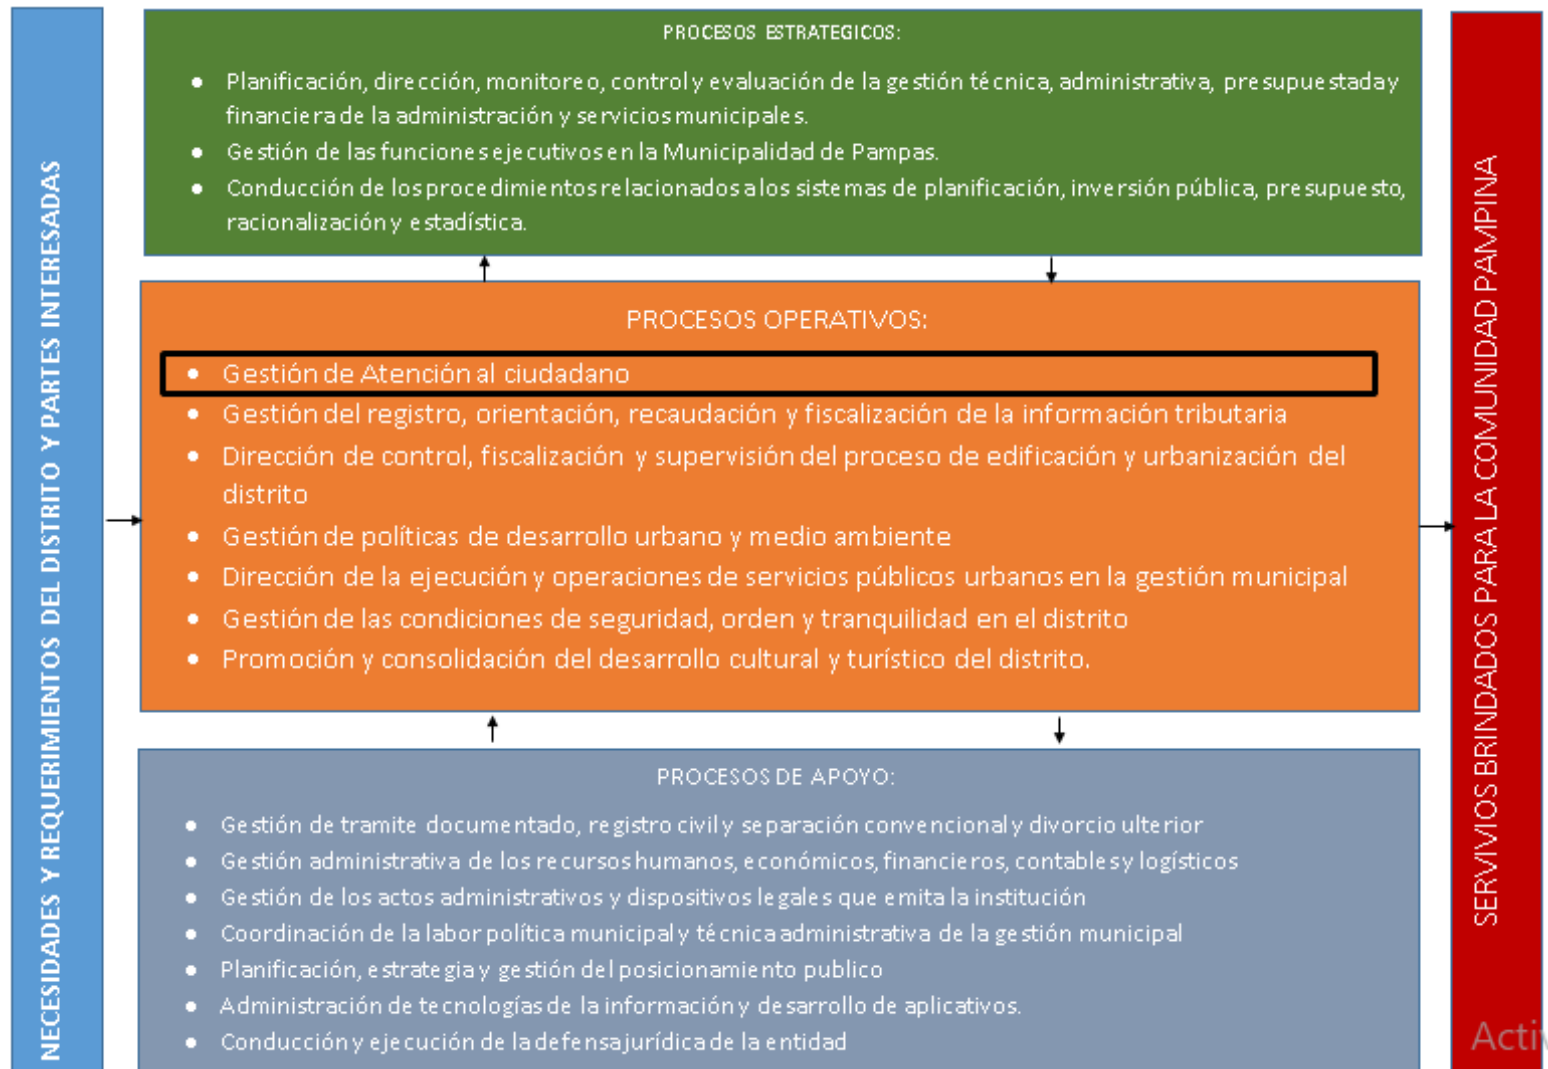 NECESIDADES Y REQUERIMIENTOS DEL DISTRITO Y PARTES INTERESADAS
PROCESOS ESTRATEGICOS:
● Planificación, dirección, monitoreo, control y evaluación de la gestión técnica, administrativa, presupuestada y
financiera de la administración y servicios municipales.
● Gestión de las funciones ejecutivos en la Municipalidad de Pampas.
● Conducción de los procedimientos relacionados a los sistemas de planificación, inversión pública, presupuesto,
racionalización y estadística.
PROCESOS OPERATIVOS:
● Gestión de Atención al ciudadano
● Gestión del registro, orientación, recaudación y fiscalización de la información tributaria
● Dirección de control, fiscalización y supervisión del proceso de edificación y urbanización del
distrito
● Gestión de políticas de desarrollo urbano y medio ambiente
● Dirección de la ejecución y operaciones de servicios públicos urbanos en la gestión municipal
● Gestión de las condiciones de seguridad, orden y tranquilidad en el distrito
● Promoción y consolidación del desarrollo cultural y turístico del distrito.
PROCESOS DE APOYO:
● Gestión de tramite documentado, registro civil y separación convencional y divorcio ulterior
● Gestión administrativa de los recursos humanos, económicos, financieros, contables y logísticos
● Gestión de los actos administrativos y dispositivos legales que emita la institución
● Coordinación de la labor política municipal y técnica administrativa de la gestión municipal
● Planificación, estrategia y gestión del posicionamiento publico
● Administración de tecnologías de la información y desarrollo de aplicativos.
● Conducción y ejecución de la defensa jurídica de la entidad
SERVIVIOS BRINDADOS PARA LA COMUNIDAD PAMPINA